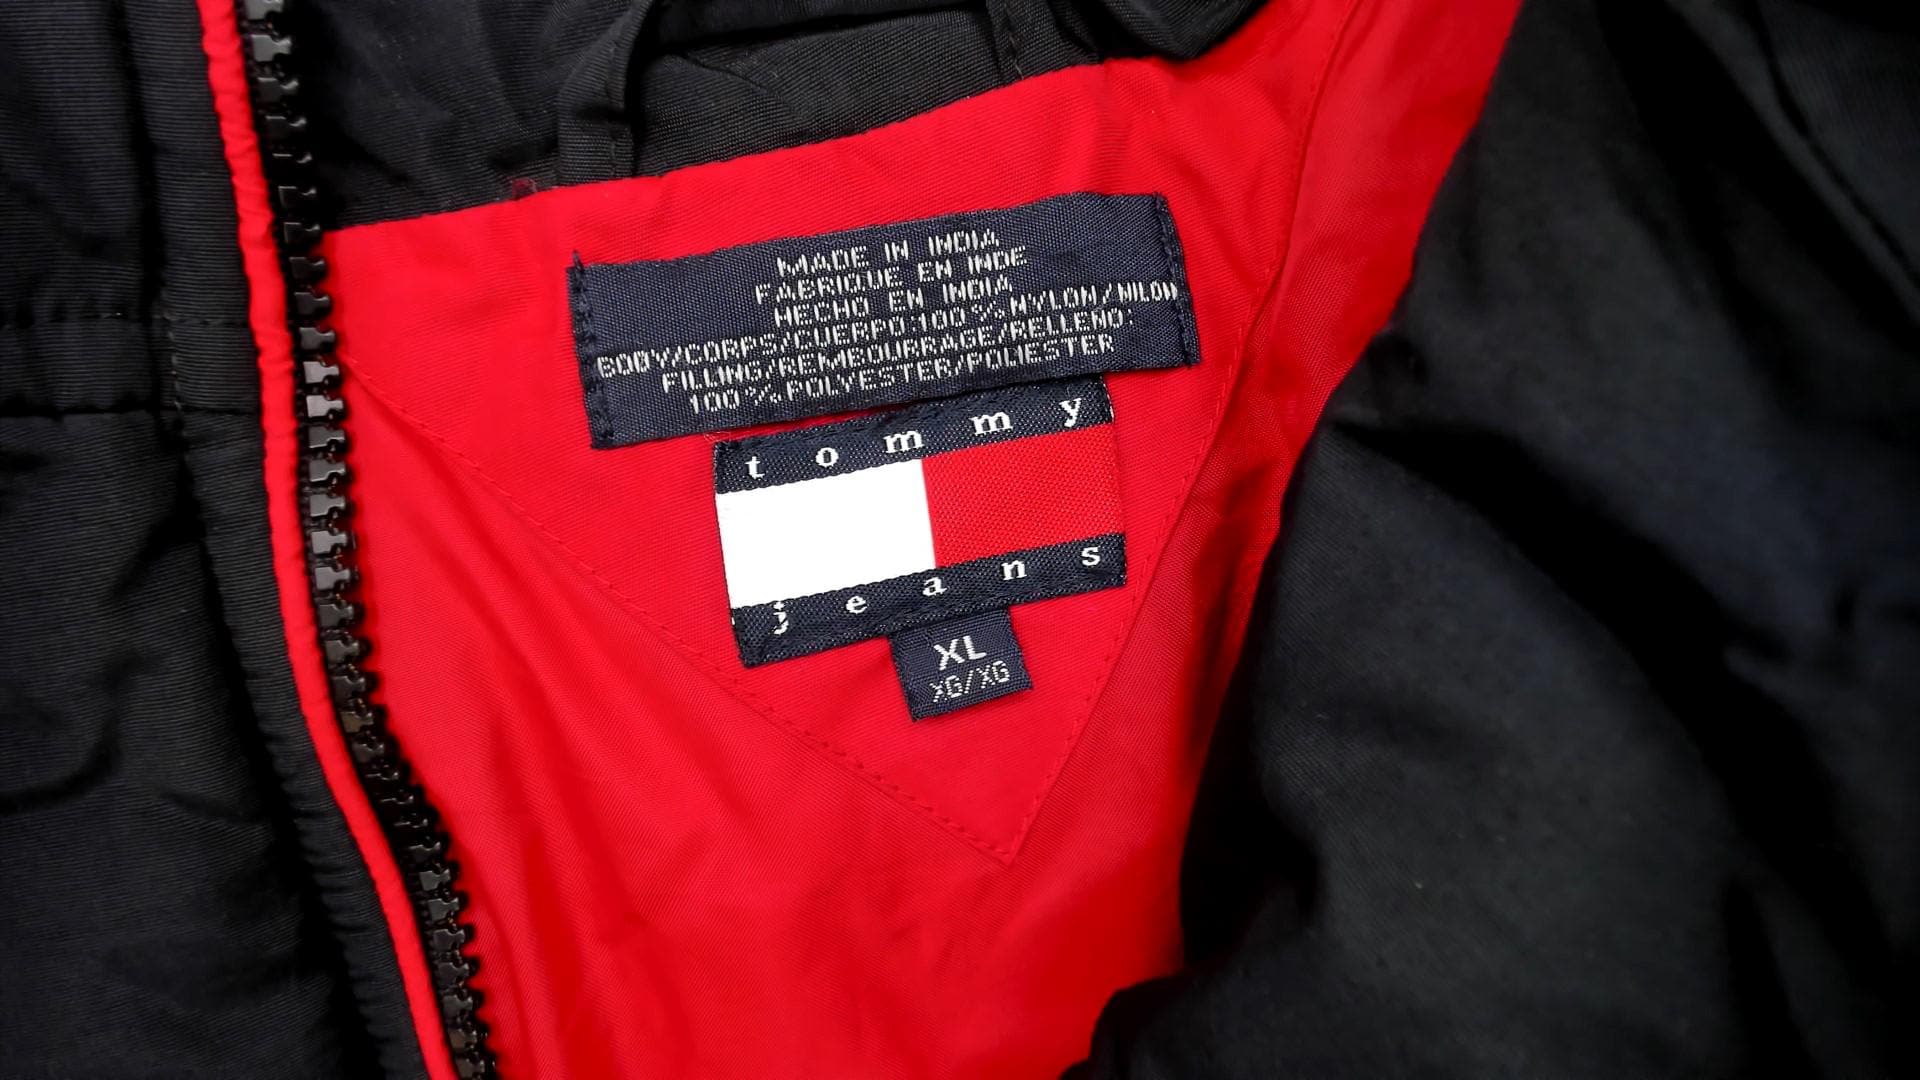 MADE IN INDIA
FABRIQUE EN INDE
HECHO EN INDIA
BODY/CORPS/CUERPO:100%NYLON/NILON
FILLING/REMBOURRAGE/RELLENO:
100%POLYESTER/POLIESTER
tommy
jeans
XL
XG/XG